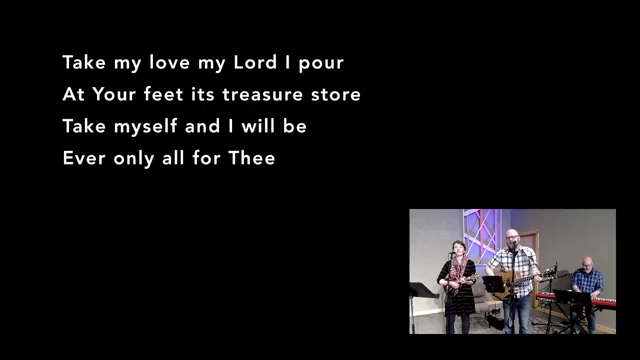 Take my love my Lord I pour
At Your feet its treasure store
Take myself and I will be
Ever only all for Thee